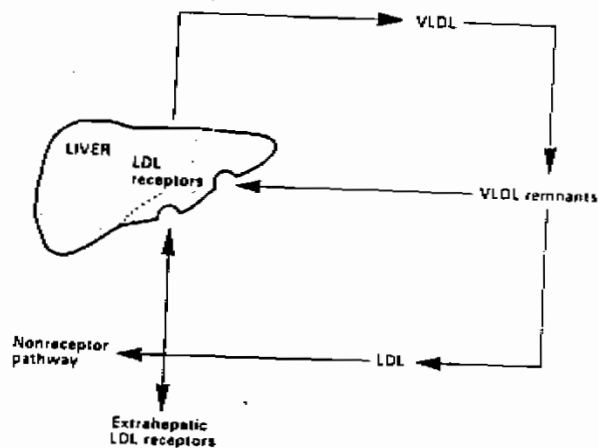 VLDL
LIVER
LDL
receptors
VLDL remnants
Nonreceptor
pathway
LDL
Extrahepatic
LDL receptors